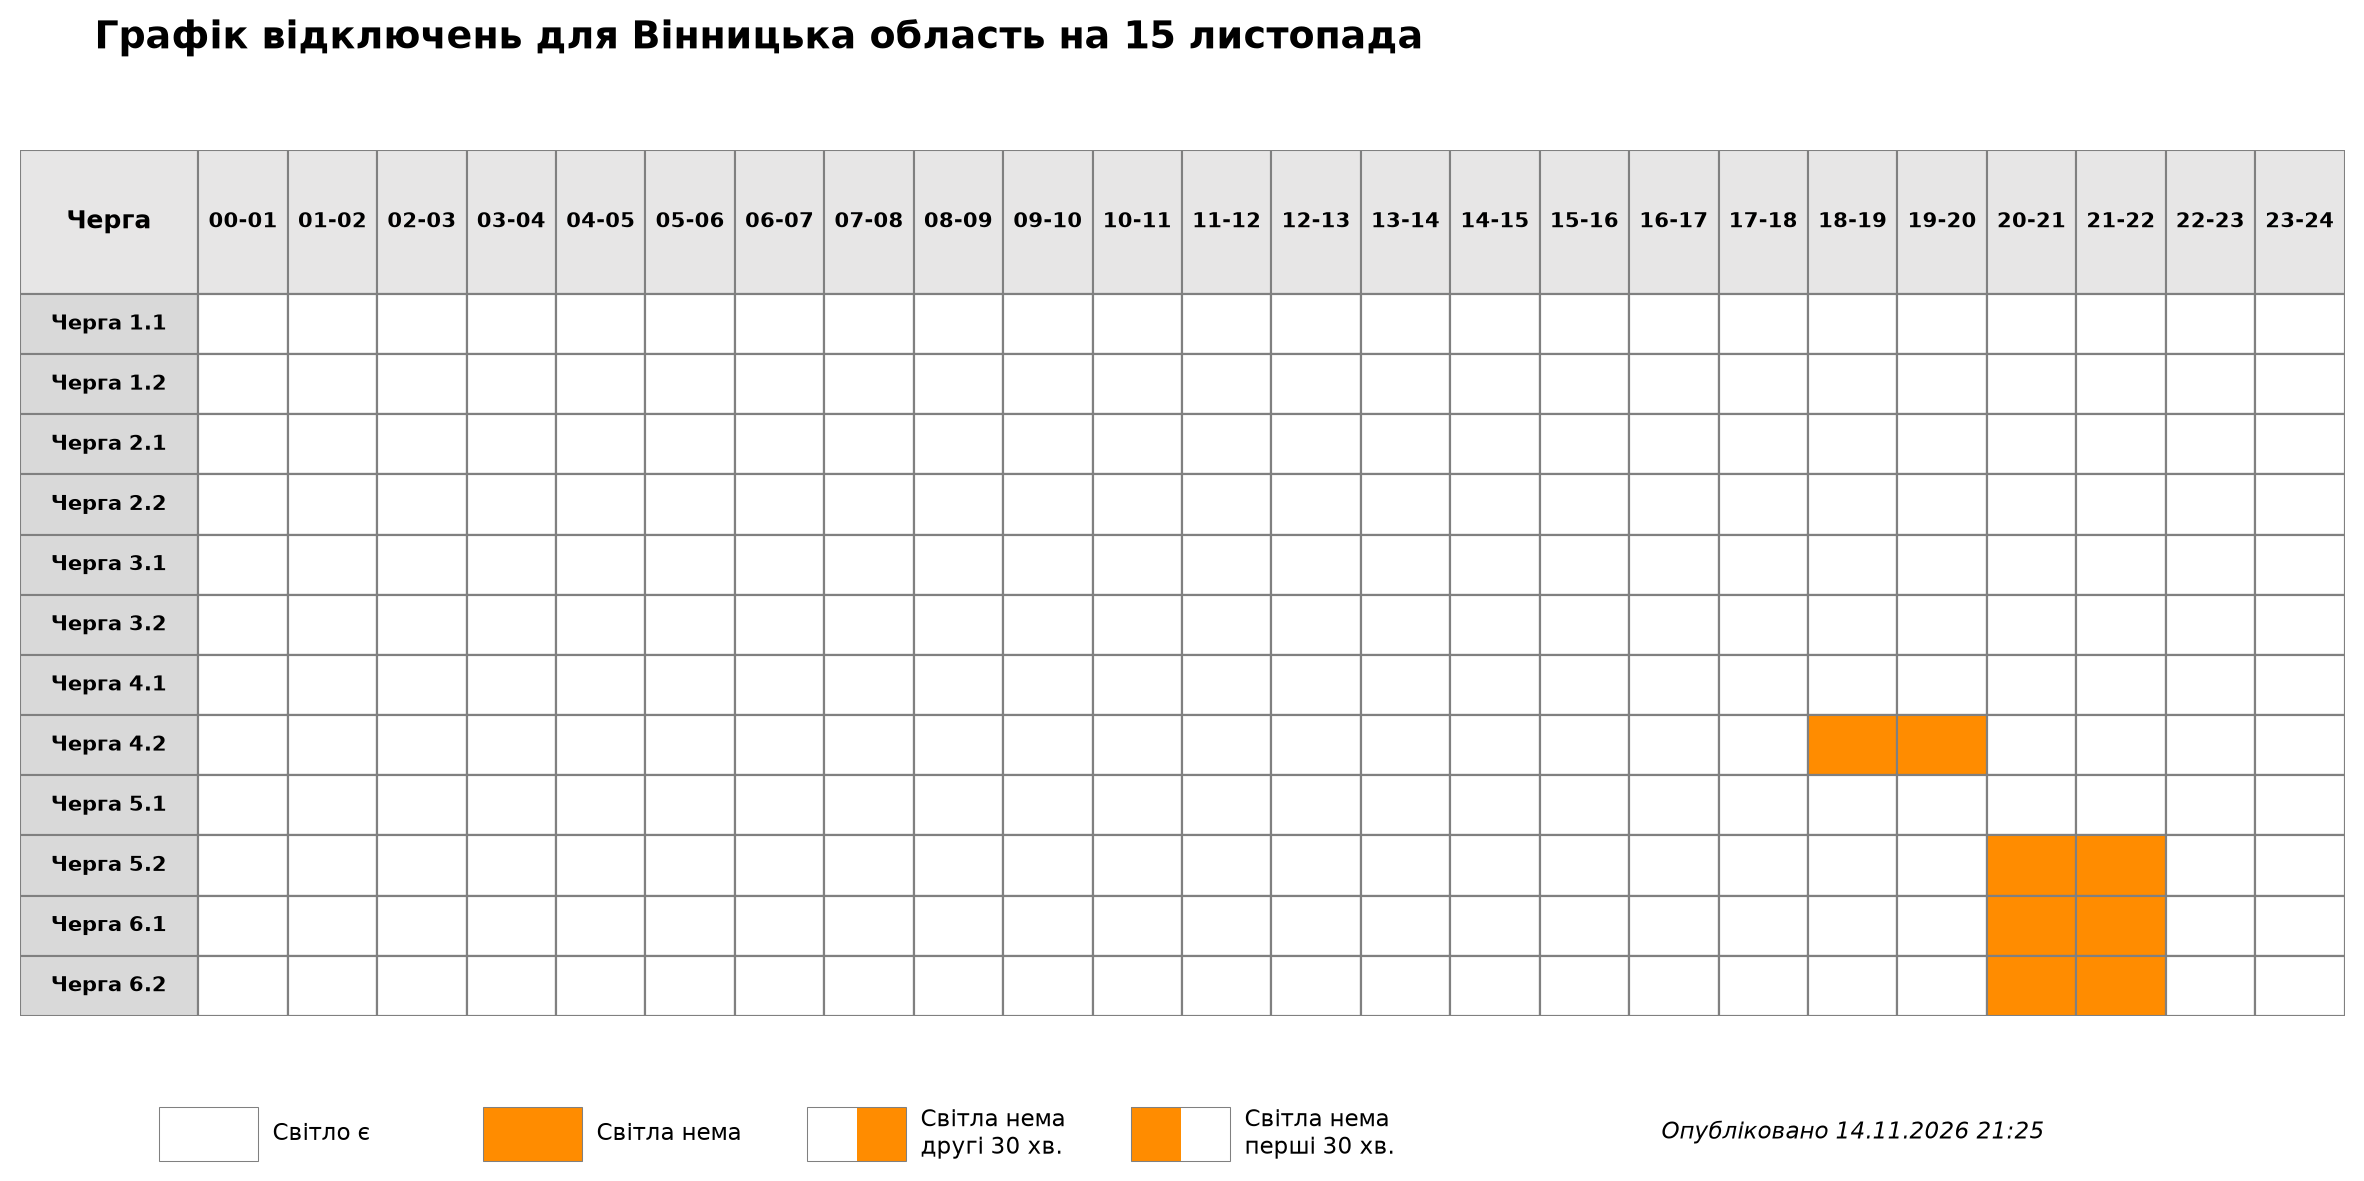 Графік відключень для Вінницька область на 15 листопада
Черга 00-01 01-02 02-03 03-04 04-05 05-06 06-07 07-08 08-09 09-10 10-11 11-12 12-13 13-14 14-15 15-16 16-17 17-18 18-19 19-20 20-21 21-22 22-23 23-24
Черга 1.1
Черга 1.2
Черга 2.1
Черга 2.2
Черга 3.1
Черга 3.2
Черга 4.1
Черга 4.2
Черга 5.1
Черга 5.2
Черга 6.1
Черга 6.2
Світло є
Світла нема
Світла нема
другі 30 хв.
Світла нема
перші 30 хв.
Опубліковано 14.11.2026 21:25